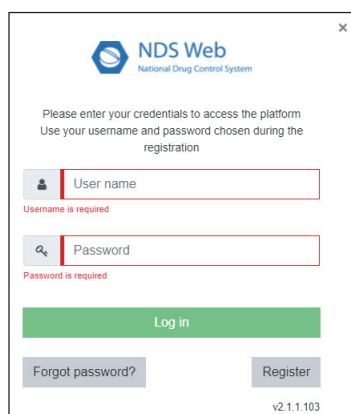 ×
NDS Web
National Drug Control System
Please enter your credentials to access the platform
Use your username and password chosen during the
registration
User name
Username is required
Password
Password is required
Log in
Forgot password?
Register
v2.1.1.103